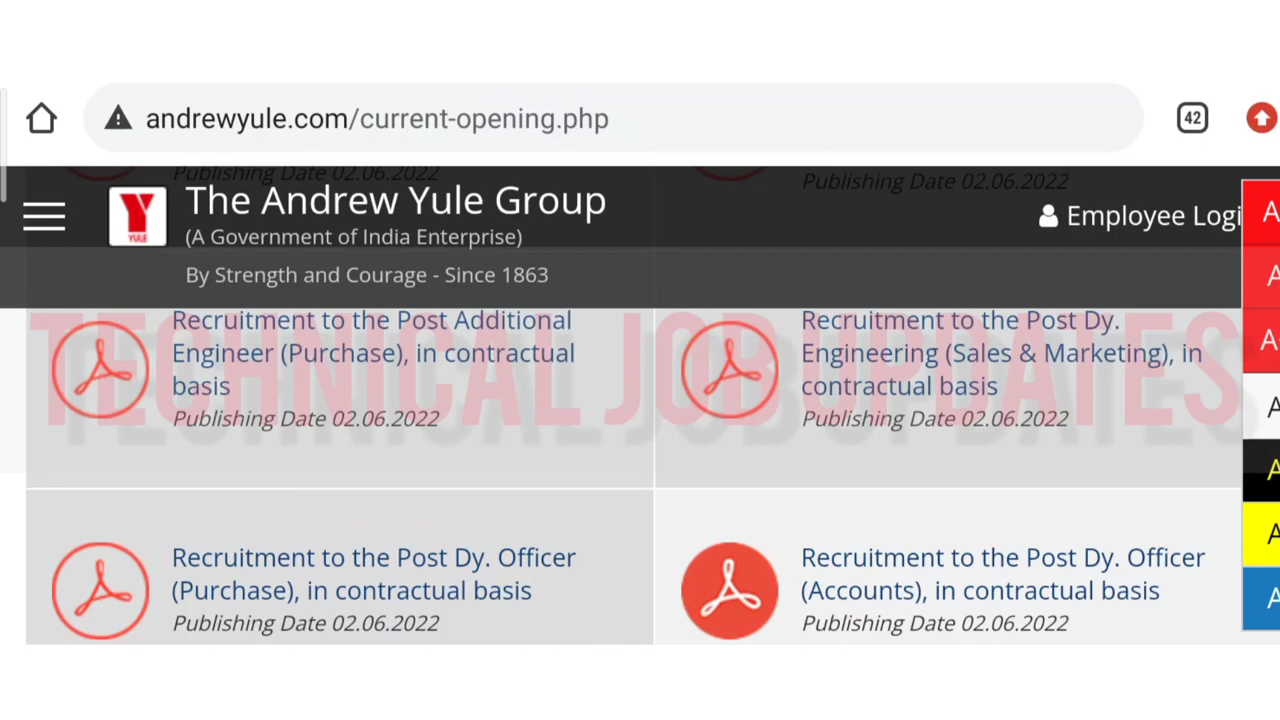 andrewyule.com/current-opening.php
42
Publishing Date 02.06.2022
Publishing Date 02.06.2022
YULE
The Andrew Yule Group
(A Government of India Enterprise)
By Strength and Courage - Since 1863
Employee Logi
A
A
A
A
A
A
A
TECHNICAL JOB UPDATES
Recruitment to the Post Additional
Engineer (Purchase), in contractual
basis
Publishing Date 02.06.2022
Recruitment to the Post Dy.
Engineering (Sales & Marketing), in
contractual basis
Publishing Date 02.06.2022
Recruitment to the Post Dy. Officer
(Purchase), in contractual basis
Publishing Date 02.06.2022
Recruitment to the Post Dy. Officer
(Accounts), in contractual basis
Publishing Date 02.06.2022